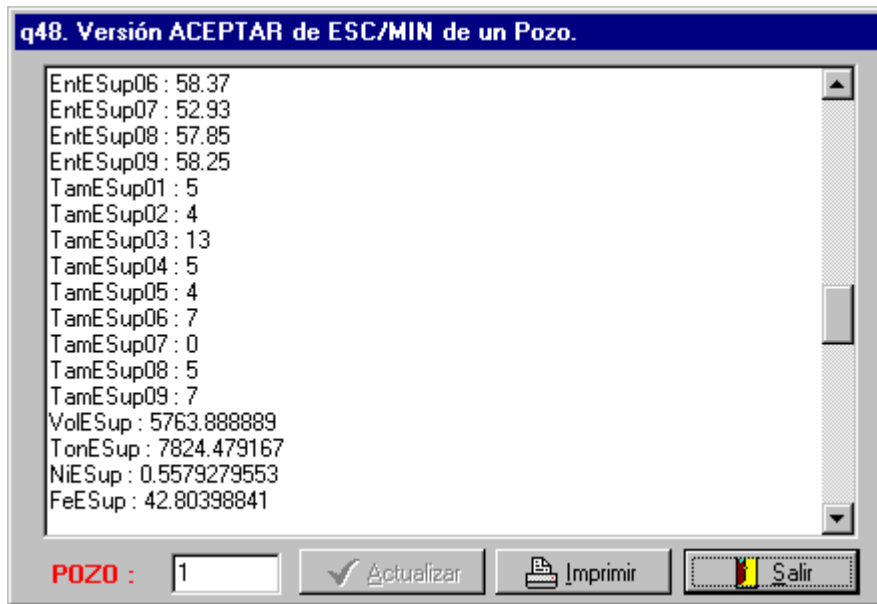 q48. Versión ACEPTAR de ESC/MIN de un Pozo.
EntESup06 : 58.37
EntESup07 : 52.93
EntESup08 : 57.85
EntESup09 : 58.25
TamESup01 : 5
TamESup02 : 4
TamESup03 : 13
TamESup04 : 5
TamESup05 : 4
TamESup06 : 7
TamESup07 : 0
TamESup08 : 5
TamESup09 : 7
VolESup : 5763.888889
TonESup : 7824.479167
NiESup : 0.5579279553
FeESup : 42.80398841
POZO : 1 Actualizar Imprimir Salir